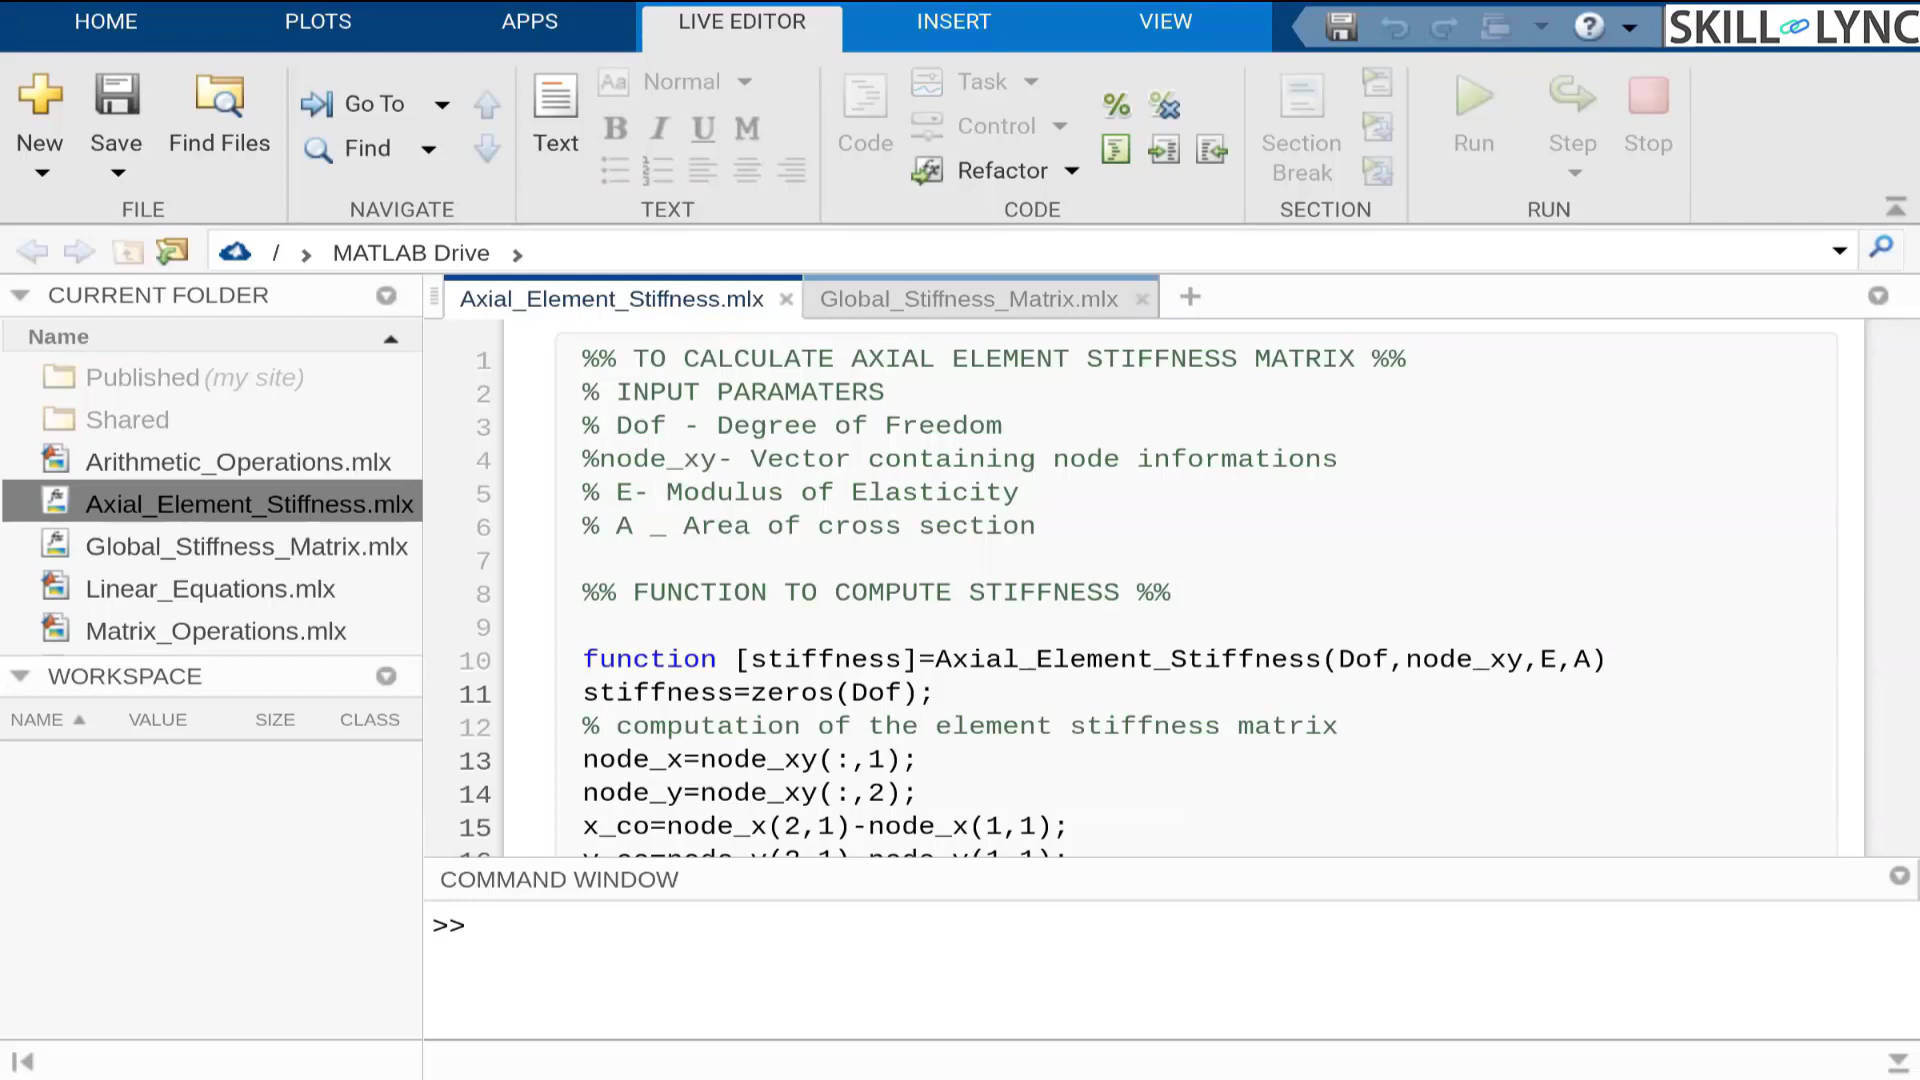 HOME PLOTS APPS LIVE EDITOR INSERT VIEW SKILL LYNC
Aa Normal Task
Go To
Control
New Save Find Files Find Text B I U M Code Section Run Step Stop
Refactor Break
FILE NAVIGATE TEXT CODE SECTION RUN
/ > MATLAB Drive >
CURRENT FOLDER
Name
Published (my site)
Shared
Arithmetic_Operations.mlx
Axial_Element_Stiffness.mlx
Global_Stiffness_Matrix.mlx
Linear_Equations.mlx
Matrix_Operations.mlx
WORKSPACE
NAME VALUE SIZE CLASS
Axial_Element_Stiffness.mlx × Global_Stiffness_Matrix.mlx × +
1 %% TO CALCULATE AXIAL ELEMENT STIFFNESS MATRIX %%
2 % INPUT PARAMATERS
3 % Dof - Degree of Freedom
4 %node_xy- Vector containing node informations
5 % E- Modulus of Elasticity
6 % A _ Area of cross section
7
8 %% FUNCTION TO COMPUTE STIFFNESS %%
9
10 function [stiffness]=Axial_Element_Stiffness(Dof,node_xy,E,A)
11 stiffness=zeros(Dof);
12 % computation of the element stiffness matrix
13 node_x=node_xy(:,1);
14 node_y=node_xy(:,2);
15 x_co=node_x(2,1)-node_x(1,1);
COMMAND WINDOW
>>